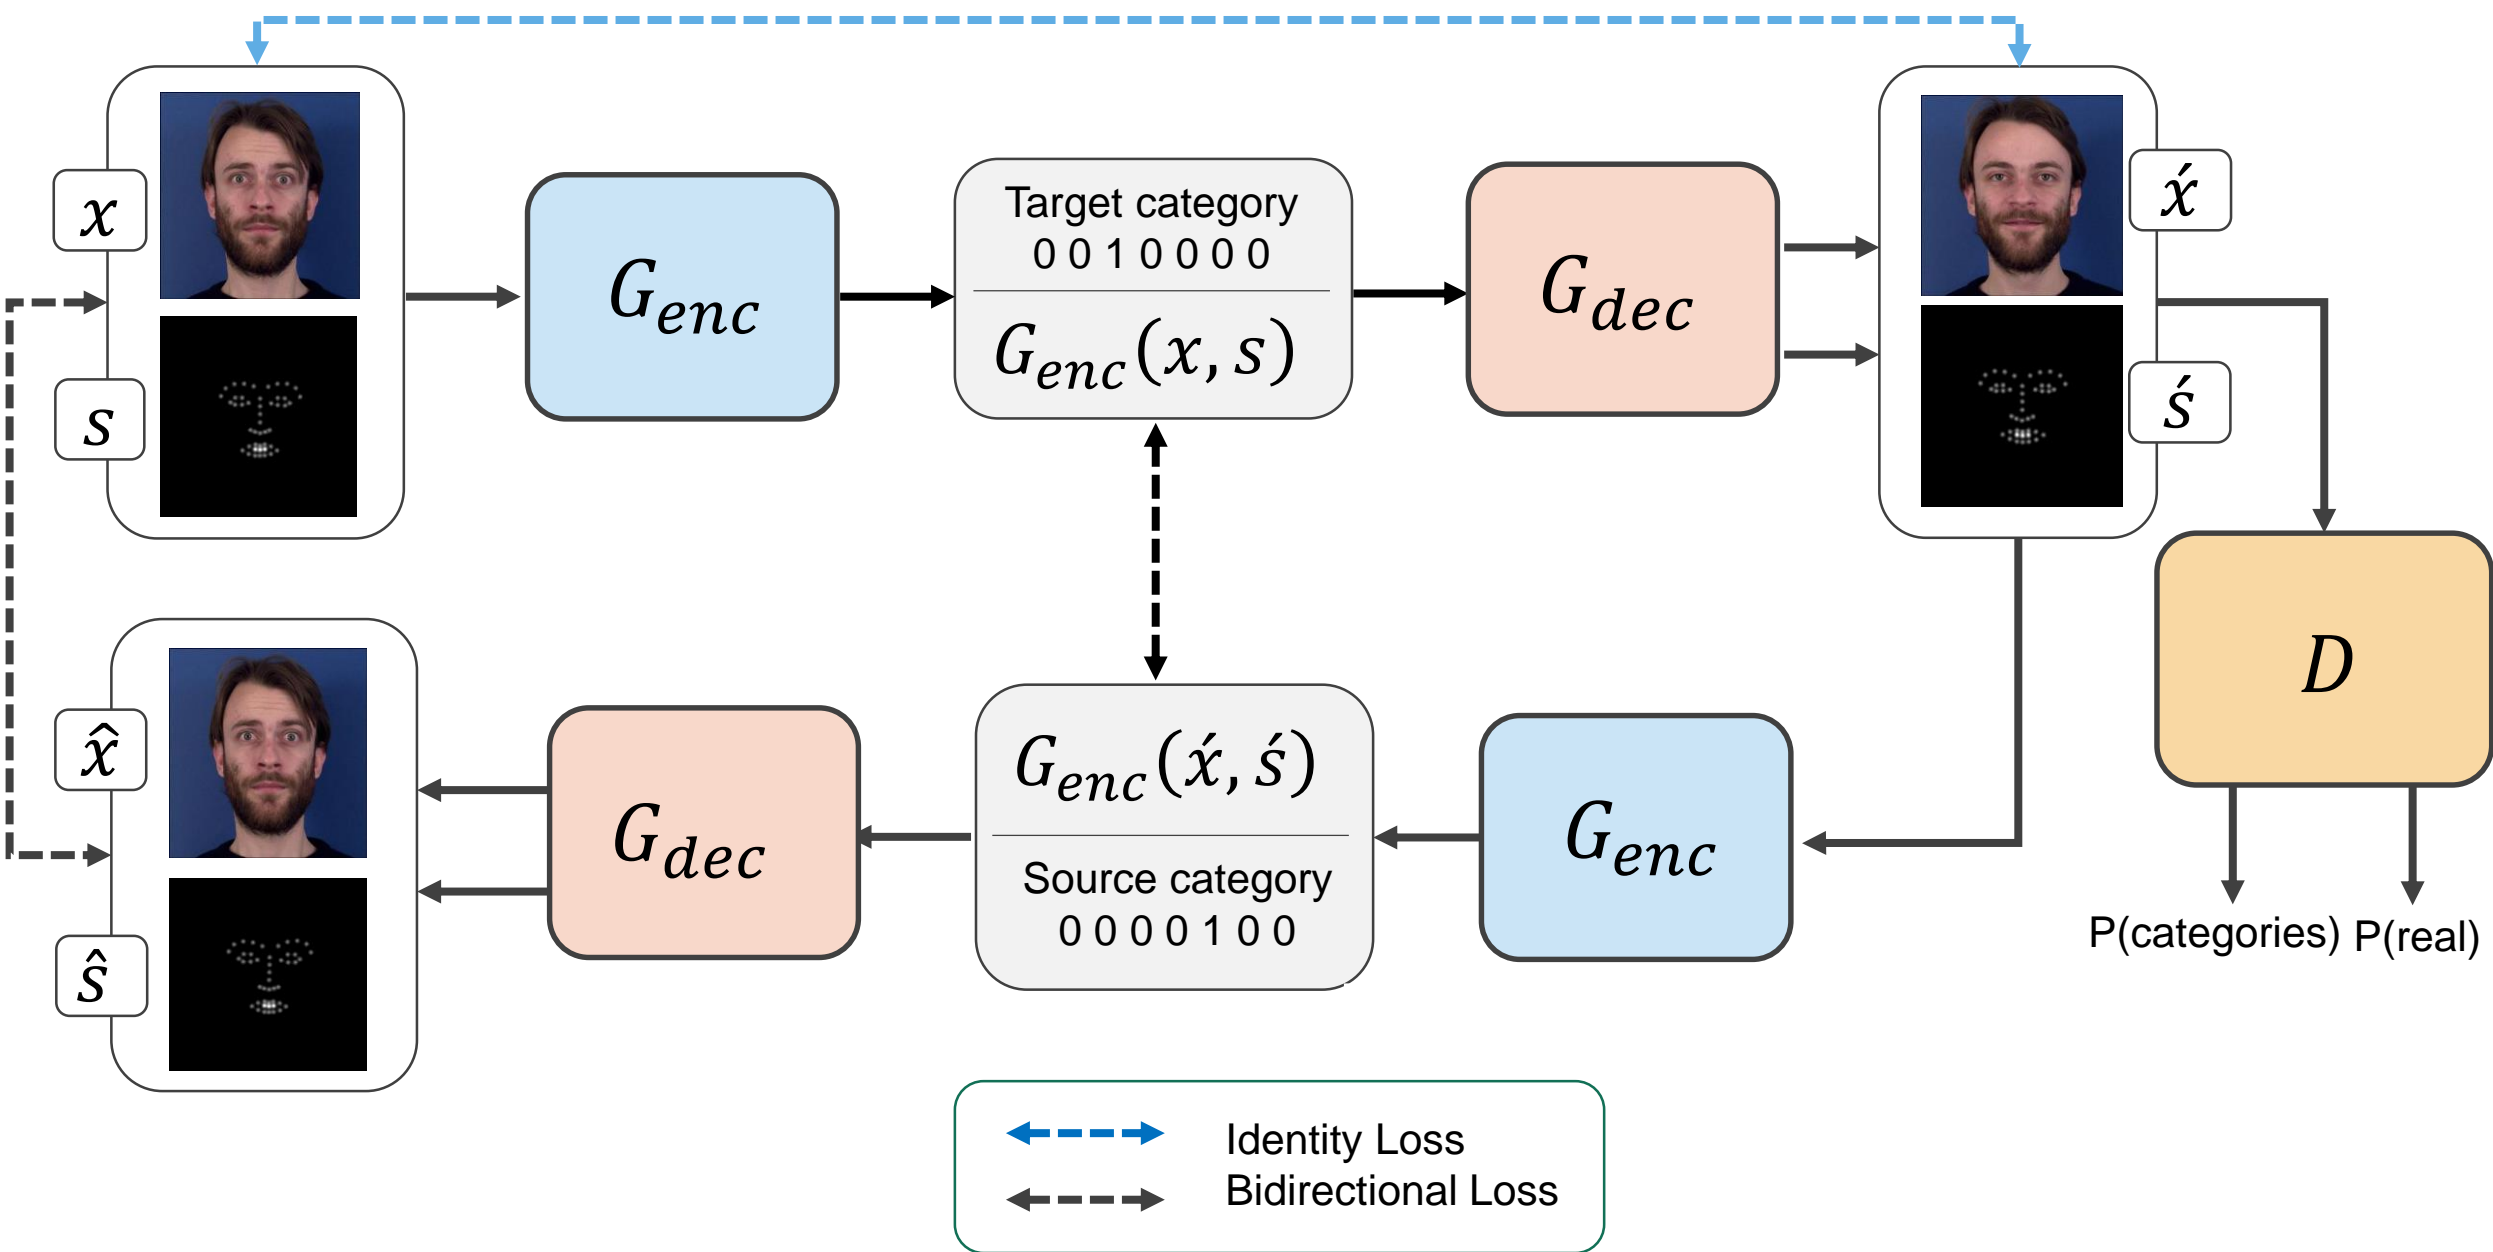 x
s
G_enc
Target category
0 0 1 0 0 0 0
G_enc(x, s)
G_dec
x́
ś
D
P(categories)
P(real)
G_enc
G_enc(x́, ś)
Source category
0 0 0 0 1 0 0
G_dec
x̂
ŝ
Identity Loss
Bidirectional Loss